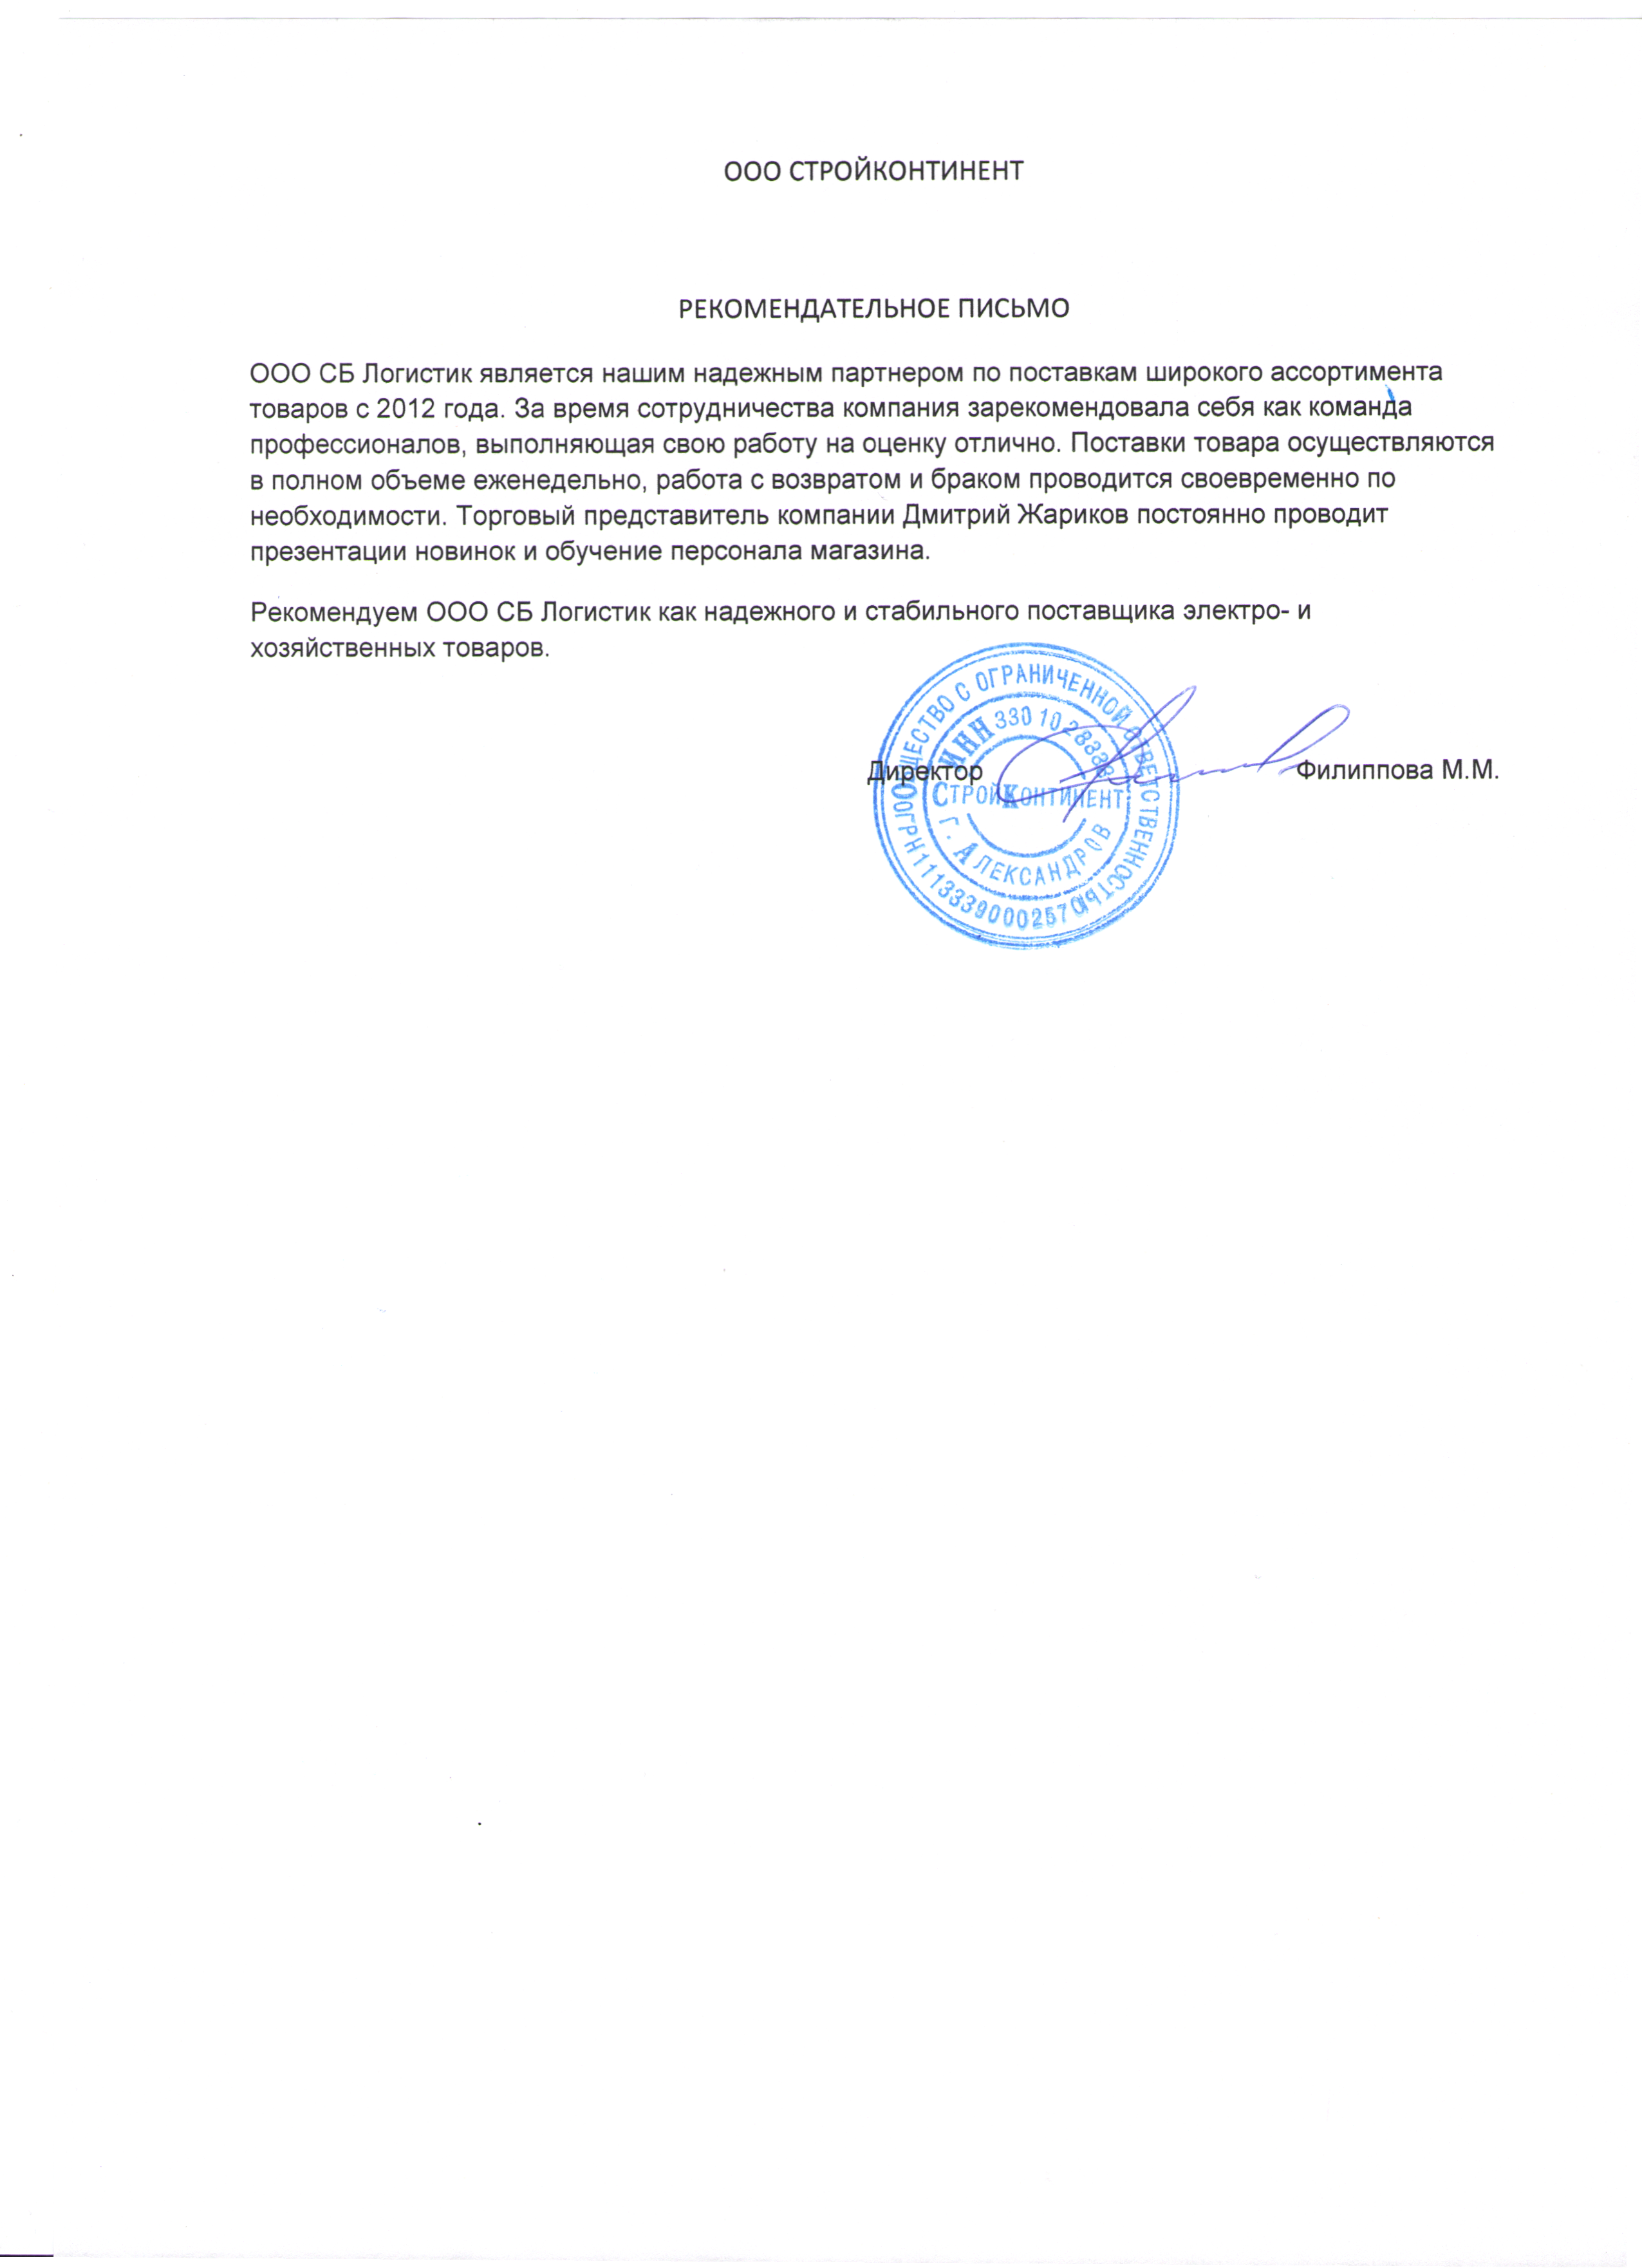 ООО СТРОЙКОНТИНЕНТ
РЕКОМЕНДАТЕЛЬНОЕ ПИСЬМО
ООО СБ Логистик является нашим надежным партнером по поставкам широкого ассортимента
товаров с 2012 года. За время сотрудничества компания зарекомендовала себя как команда
профессионалов, выполняющая свою работу на оценку отлично. Поставки товара осуществляются
в полном объеме еженедельно, работа с возвратом и браком проводится своевременно по
необходимости. Торговый представитель компании Дмитрий Жариков постоянно проводит
презентации новинок и обучение персонала магазина.
Рекомендуем ООО СБ Логистик как надежного и стабильного поставщика электро- и
хозяйственных товаров.
Директор Филиппова М.М.
ОБЩЕСТВО С ОГРАНИЧЕННОЙ ОТВЕТСТВЕННОСТЬЮ
ИНН
СТРОЙКОНТИНЕНТ
Г. АЛЕКСАНДРОВ
ОГРН